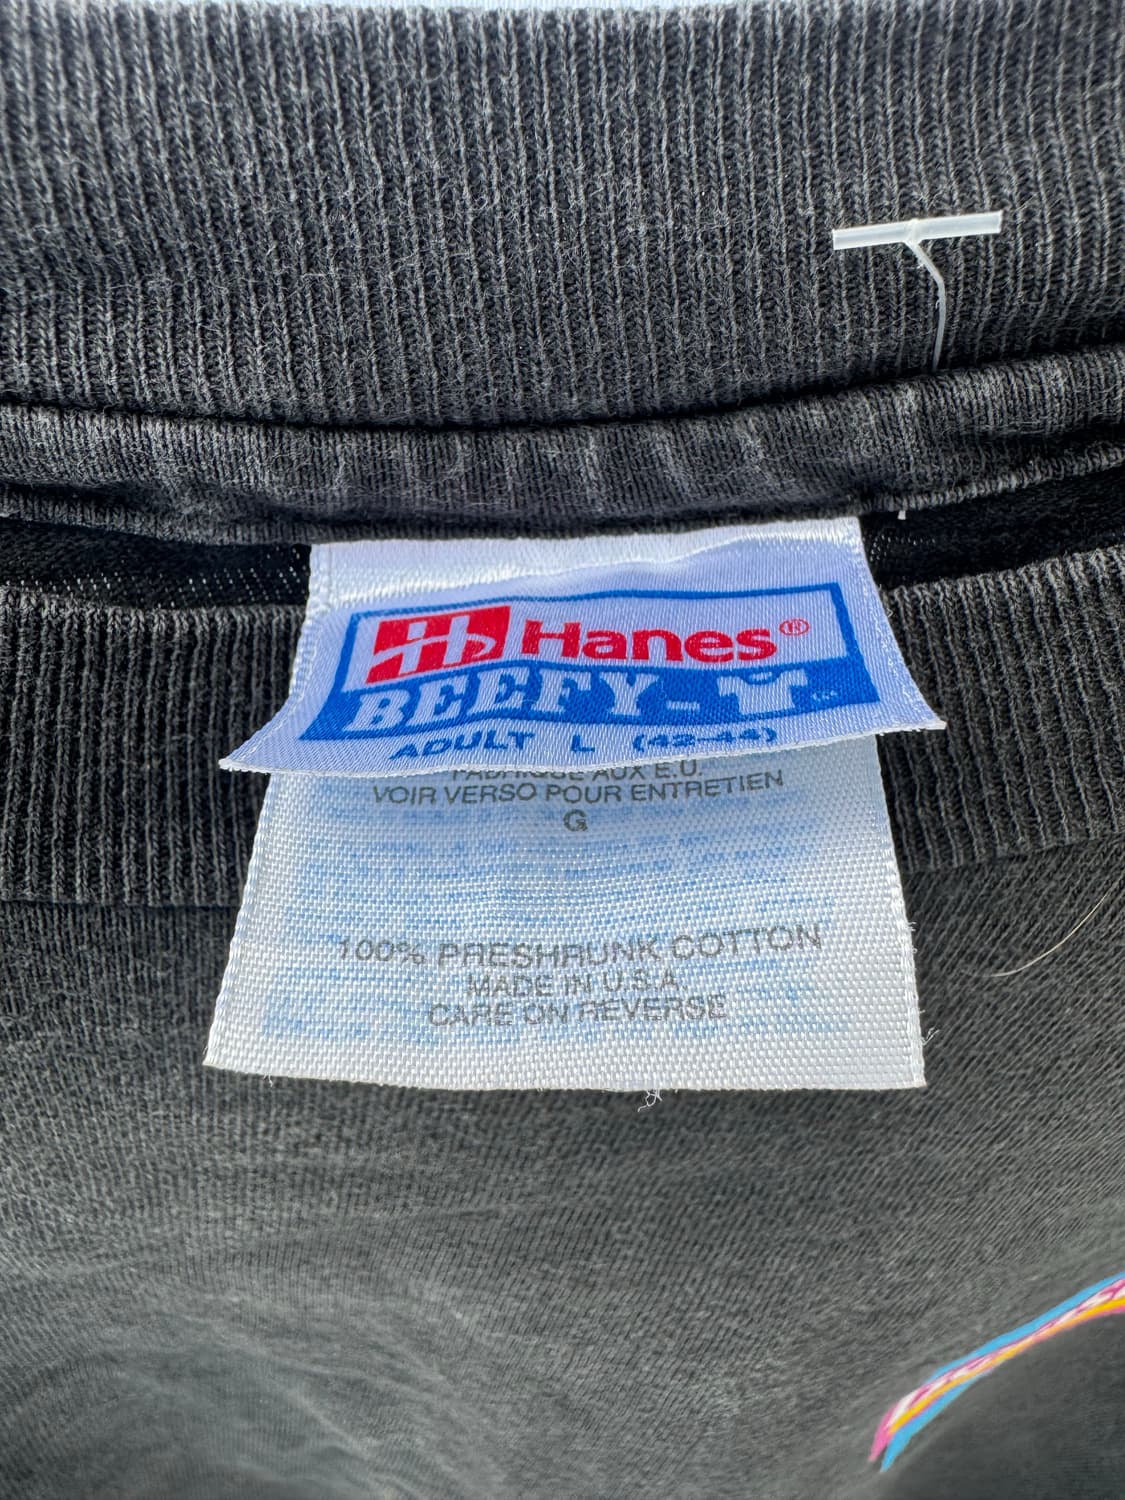 Hanes®
BEEFY-T
ADULT L (42-44)
FABRIQUE AUX E.U.
VOIR VERSO POUR ENTRETIEN
G
100% PRESHRUNK COTTON
MADE IN U.S.A.
CARE ON REVERSE